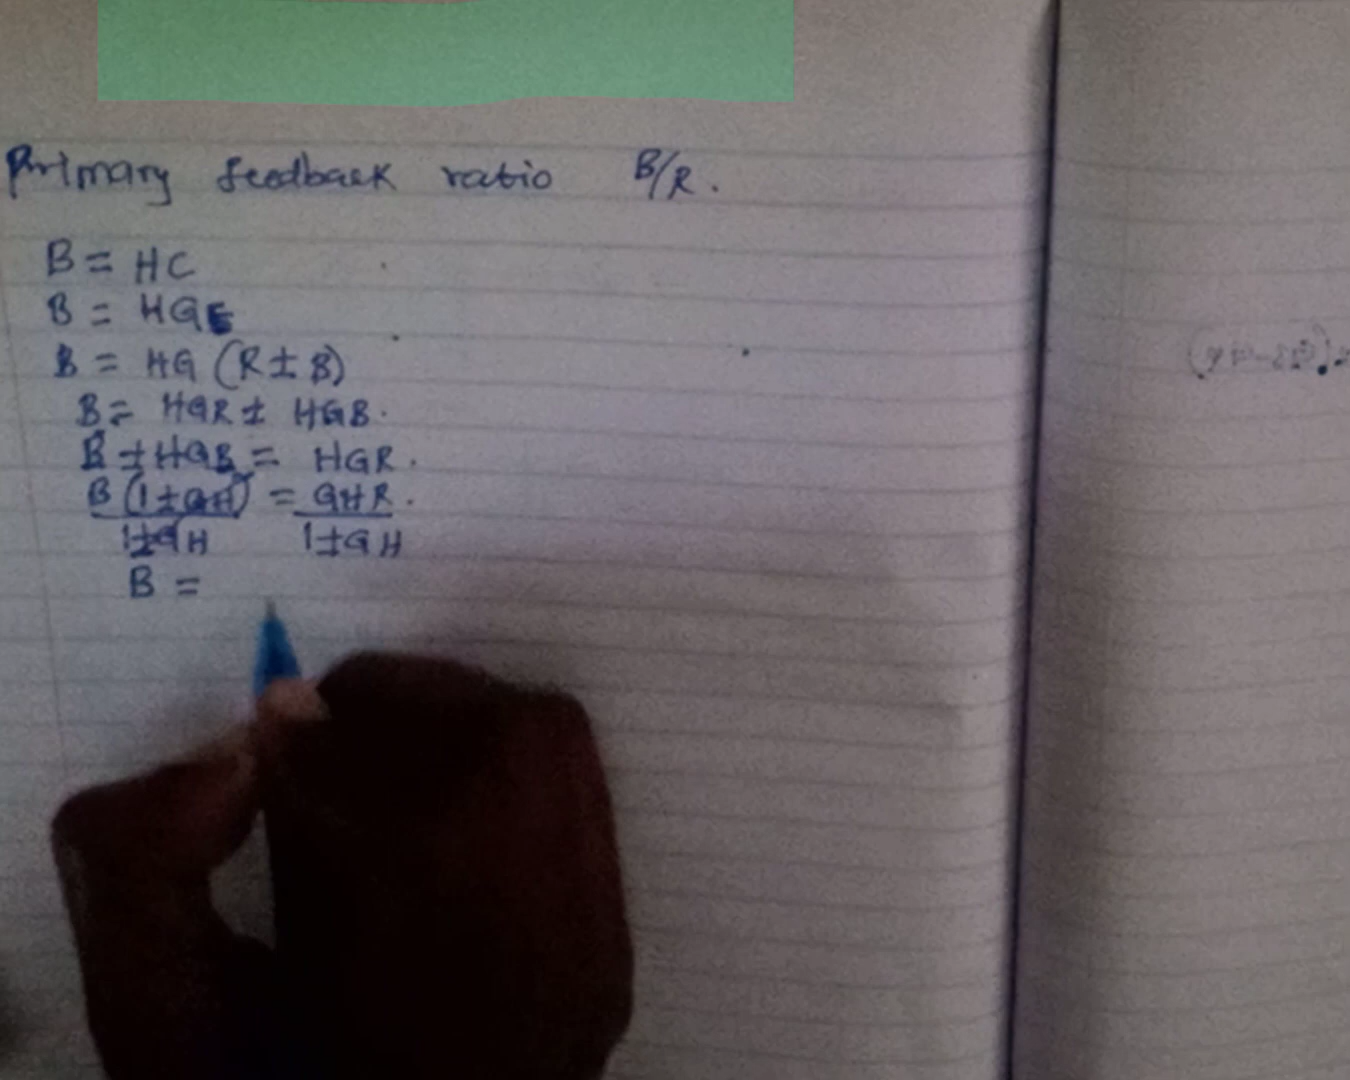 Primary feedback ratio B/R.
B = HC
B = HGE
B = HG (R ± B)
B = HGR ± HGB.
B ± HGB = HGR.
B (1 ± GH) = GHR.
1±GH 1±GH
B =